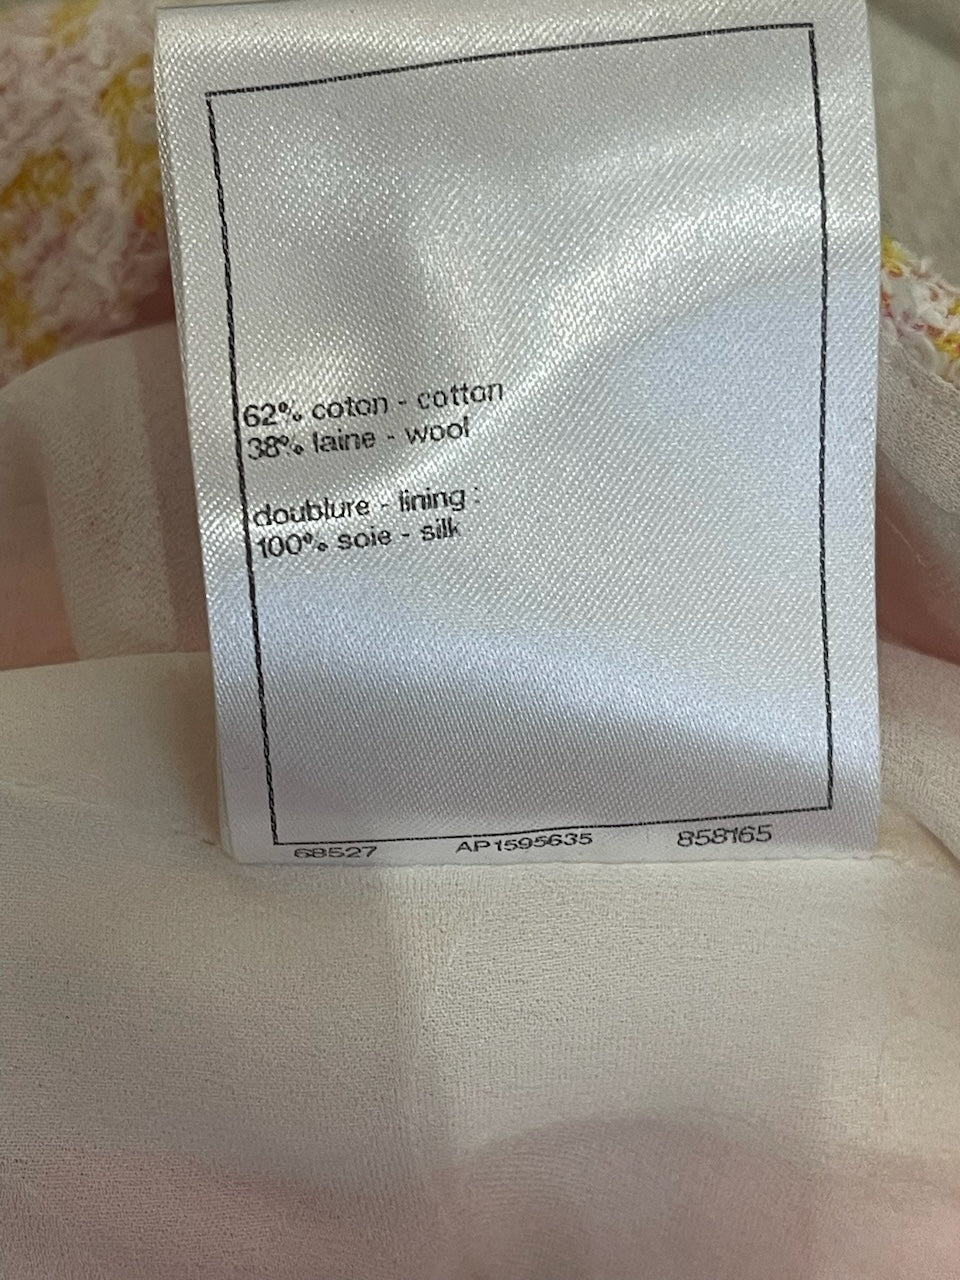 62% coton - cotton
38% laine - wool
doublure - lining :
100% soie - silk
68527 AP1595635 858165